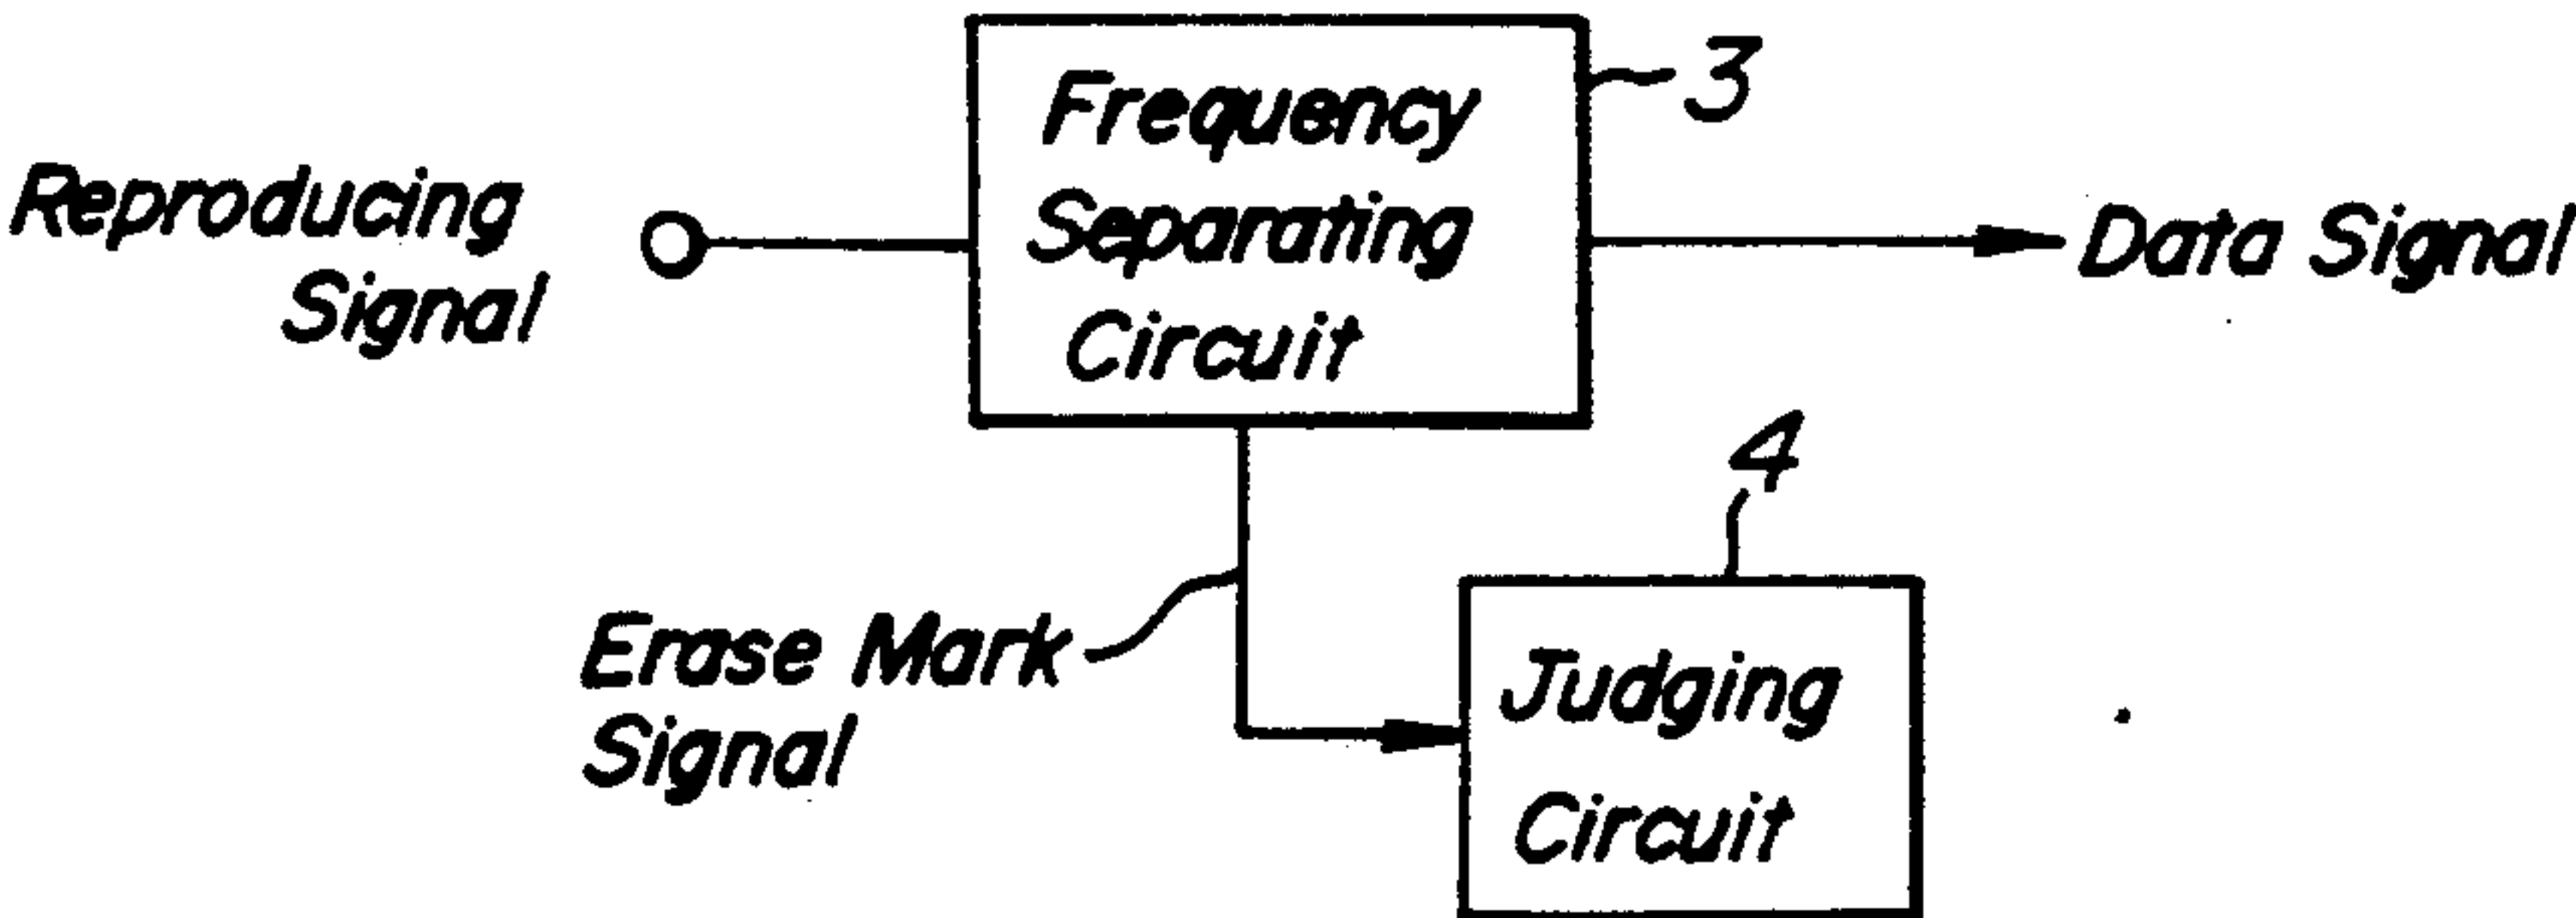 Reproducing
Signal
Frequency
Separating
Circuit
3
Data Signal
Erase Mark
Signal
4
Judging
Circuit